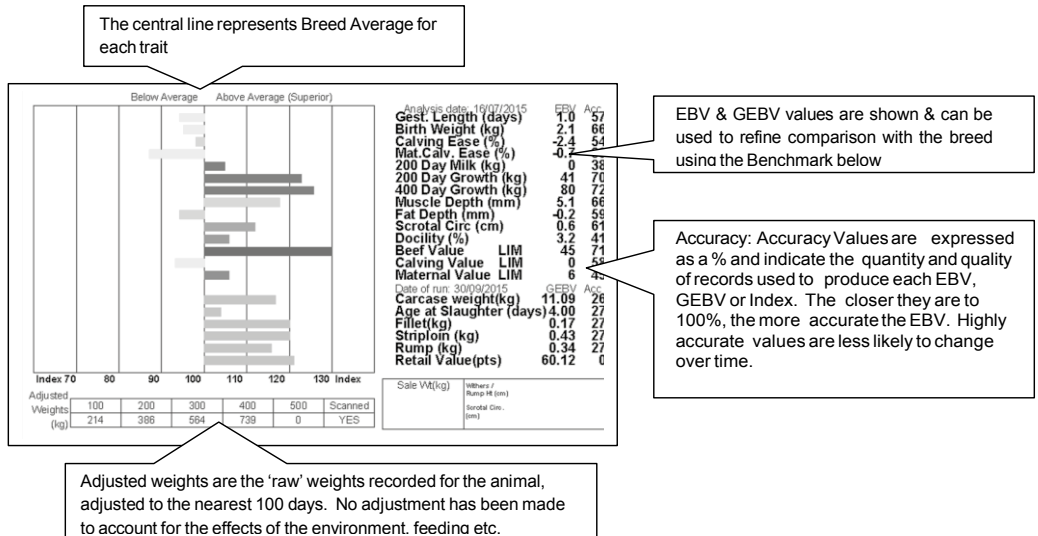 The central line represents Breed Average for
each trait
Below Average Above Average (Superior)
Analysis date: 16/07/2015 EBV Acc
Gest. Length (days) 1.0 57
Birth Weight (kg) 2.1 66
Calving Ease (%) -2.4 54
Mat.Calv. Ease (%) -0.7
200 Day Milk (kg) 0 38
200 Day Growth (kg) 41 70
400 Day Growth (kg) 80 72
Muscle Depth (mm) 5.1 66
Fat Depth (mm) -0.2 59
Scrotal Circ (cm) 0.6 61
Docility (%) 3.2 41
Beef Value LIM 45 71
Calving Value LIM 0 58
Maternal Value LIM 6
Date of run: 30/09/2015 GEBV Acc
Carcase weight(kg) 11.09 26
Age at Slaughter (days) 4.00 27
Fillet(kg) 0.17 27
Striploin (kg) 0.43 27
Rump (kg) 0.34 27
Retail Value(pts) 60.12 0
Index 70 80 90 100 110 120 130 Index
Adjusted
Weights
(kg)
100 200 300 400 500 Scanned
214 386 564 739 0 YES
Sale Wt(kg)
Withers /
Rump Ht (cm)
Scrotal Circ.
(cm)
EBV & GEBV values are shown & can be
used to refine comparison with the breed
using the Benchmark below
Accuracy: Accuracy Values are expressed
as a % and indicate the quantity and quality
of records used to produce each EBV,
GEBV or Index. The closer they are to
100%, the more accurate the EBV. Highly
accurate values are less likely to change
over time.
Adjusted weights are the ‘raw’ weights recorded for the animal,
adjusted to the nearest 100 days. No adjustment has been made
to account for the effects of the environment, feeding etc.